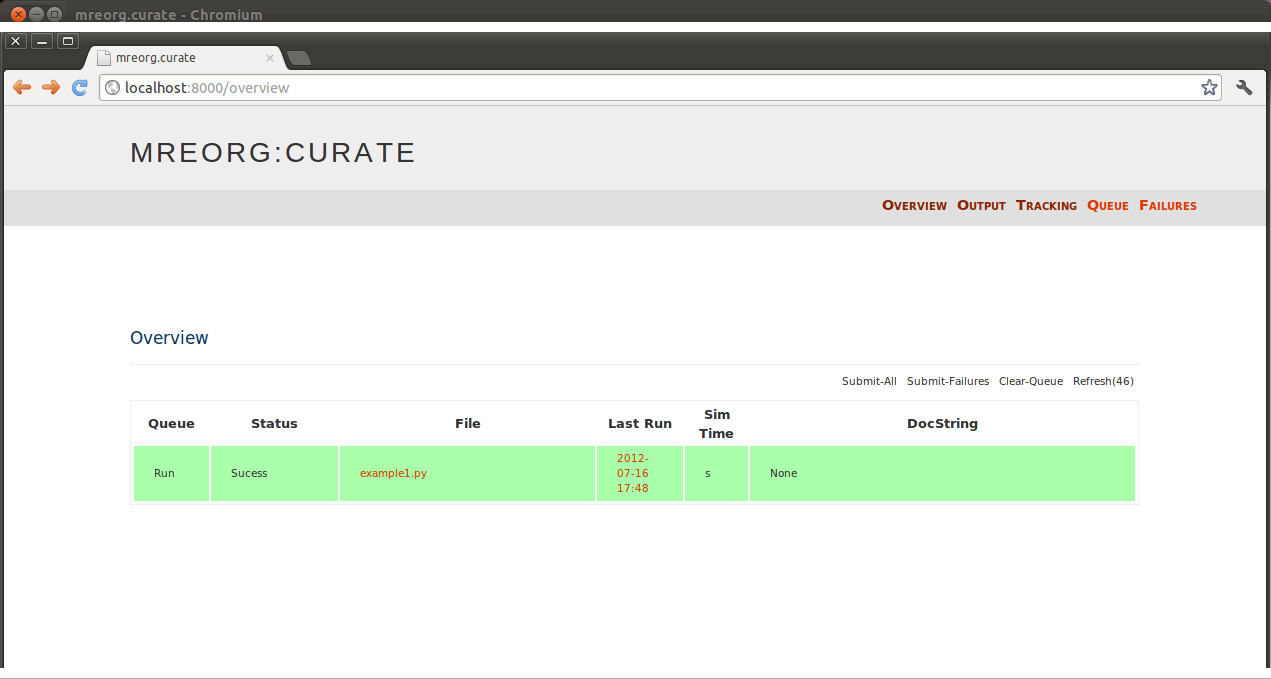 mreorg.curate - Chromium
mreorg.curate
localhost:8000/overview
MREORG:CURATE
Overview Output Tracking Queue Failures
Overview
Submit-All Submit-Failures Clear-Queue Refresh(46)
Queue Status File Last Run Sim Time DocString
Run Sucess example1.py 2012-07-16 17:48 s None